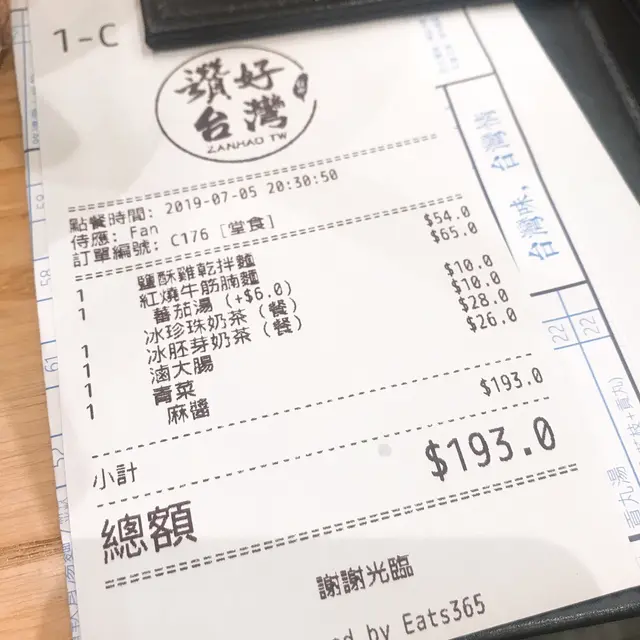 1-C
讚好
台灣
ZANHAO TW
點餐時間: 2019-07-05 20:30:50
侍應: Fan
訂單編號: C176 [堂食]
1 鹽酥雞乾拌麵 $54.0
1 紅燒牛筋腩麵 $65.0
蕃茄湯 (+$6.0)
1 冰珍珠奶茶 (餐) $10.0
1 冰胚芽奶茶 (餐) $10.0
1 滷大腸 $28.0
1 青菜 $26.0
麻醬
小計 $193.0
總額 $193.0
謝謝光臨
by Eats365
台灣味,
22
22
61
58